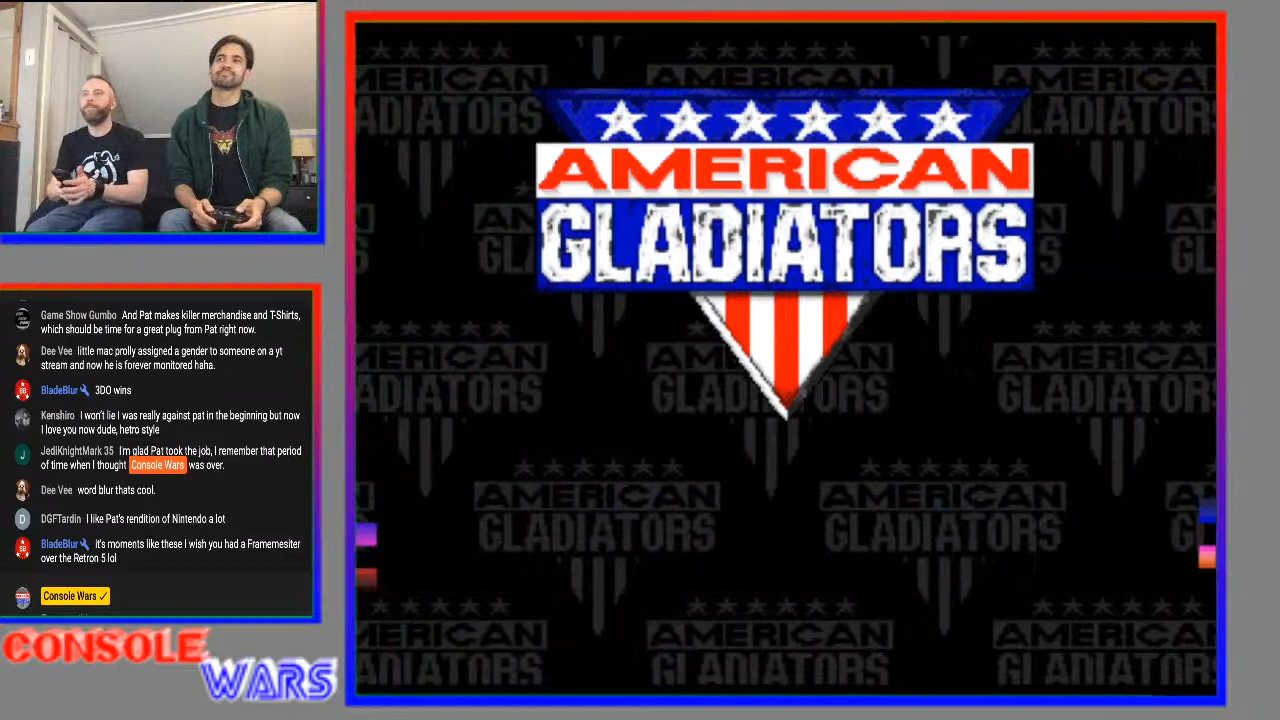 AMERICAN
GLADIATORS
Game Show Gumbo And Pat makes killer merchandise and T-Shirts,
which should be time for a great plug from Pat right now.
Dee Vee little mac prolly assigned a gender to someone on a yt
stream and now he is forever monitored haha.
BladeBlur 3DO wins
Kenshiro I won't lie I was really against pat in the beginning but now
I love you now dude, hetro style
JediKnightMark 35 I'm glad Pat took the job, I remember that period
of time when I thought Console Wars was over.
Dee Vee word blur thats cool.
DGFTardin I like Pat's rendition of Nintendo a lot
BladeBlur it's moments like these I wish you had a Framemesiter
over the Retron 5 lol
Console Wars
CONSOLE
WARS